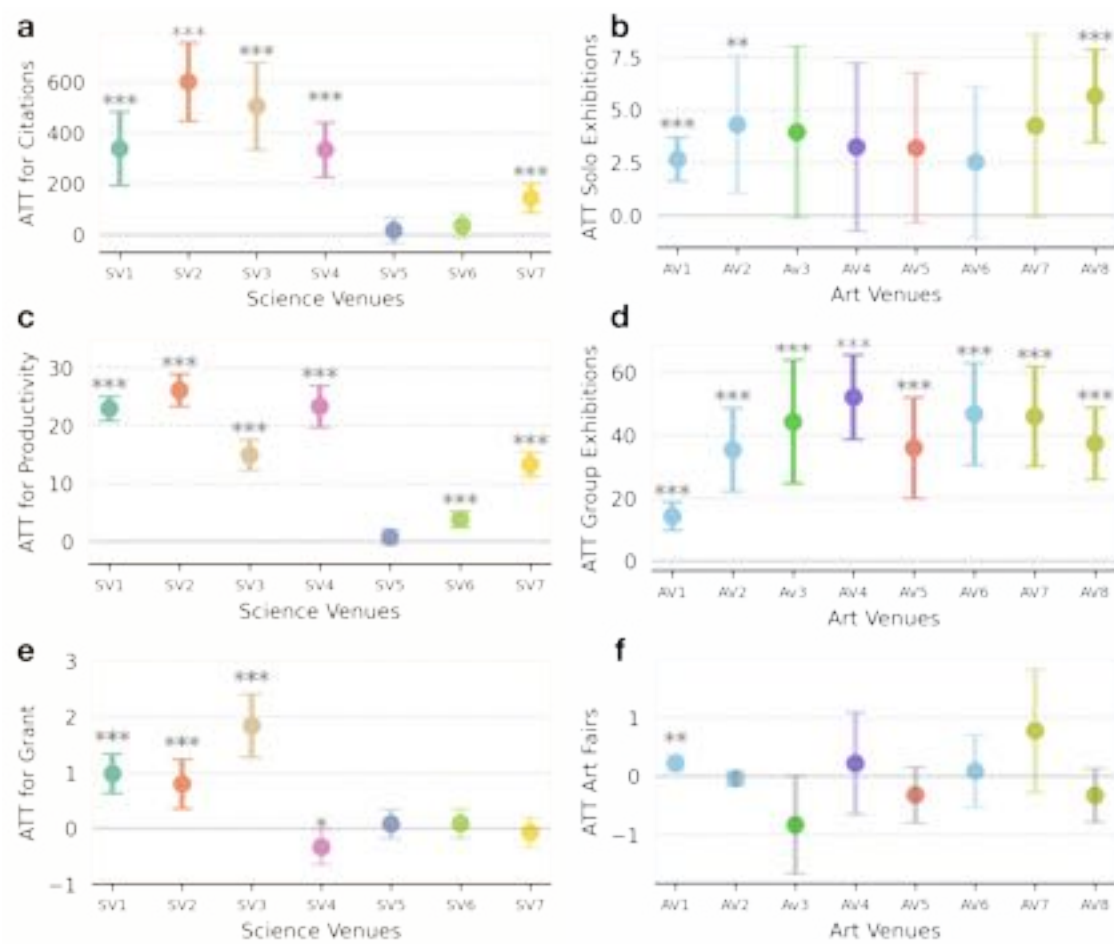 a
ATT for Citations
600
400
200
0
***
***
***
***
***
SV1 SV2 SV3 SV4 SV5 SV6 SV7
Science Venues
b
ATT Solo Exhibitions
7.5
5.0
2.5
0.0
***
**
***
AV1 AV2 Av3 AV4 AV5 AV6 AV7 AV8
Art Venues
c
ATT for Productivity
30
20
10
0
***
***
***
***
***
***
SV1 SV2 SV3 SV4 SV5 SV6 SV7
Science Venues
d
ATT Group Exhibitions
60
40
20
0
***
***
***
***
***
***
***
***
AV1 AV2 Av3 AV4 AV5 AV6 AV7 AV8
Art Venues
e
ATT for Grant
3
2
1
0
−1
***
***
***
*
SV1 SV2 SV3 SV4 SV5 SV6 SV7
Science Venues
f
ATT Art Fairs
1
0
−1
**
AV1 AV2 Av3 AV4 AV5 AV6 AV7 AV8
Art Venues